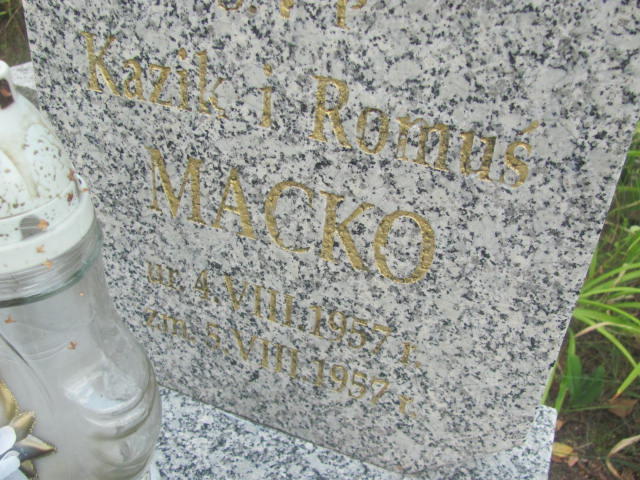 Ś. † P.
Kazik i Romuś
MACKO
ur. 4.VIII.1957 r.
zm. 5.VIII.1957 r.